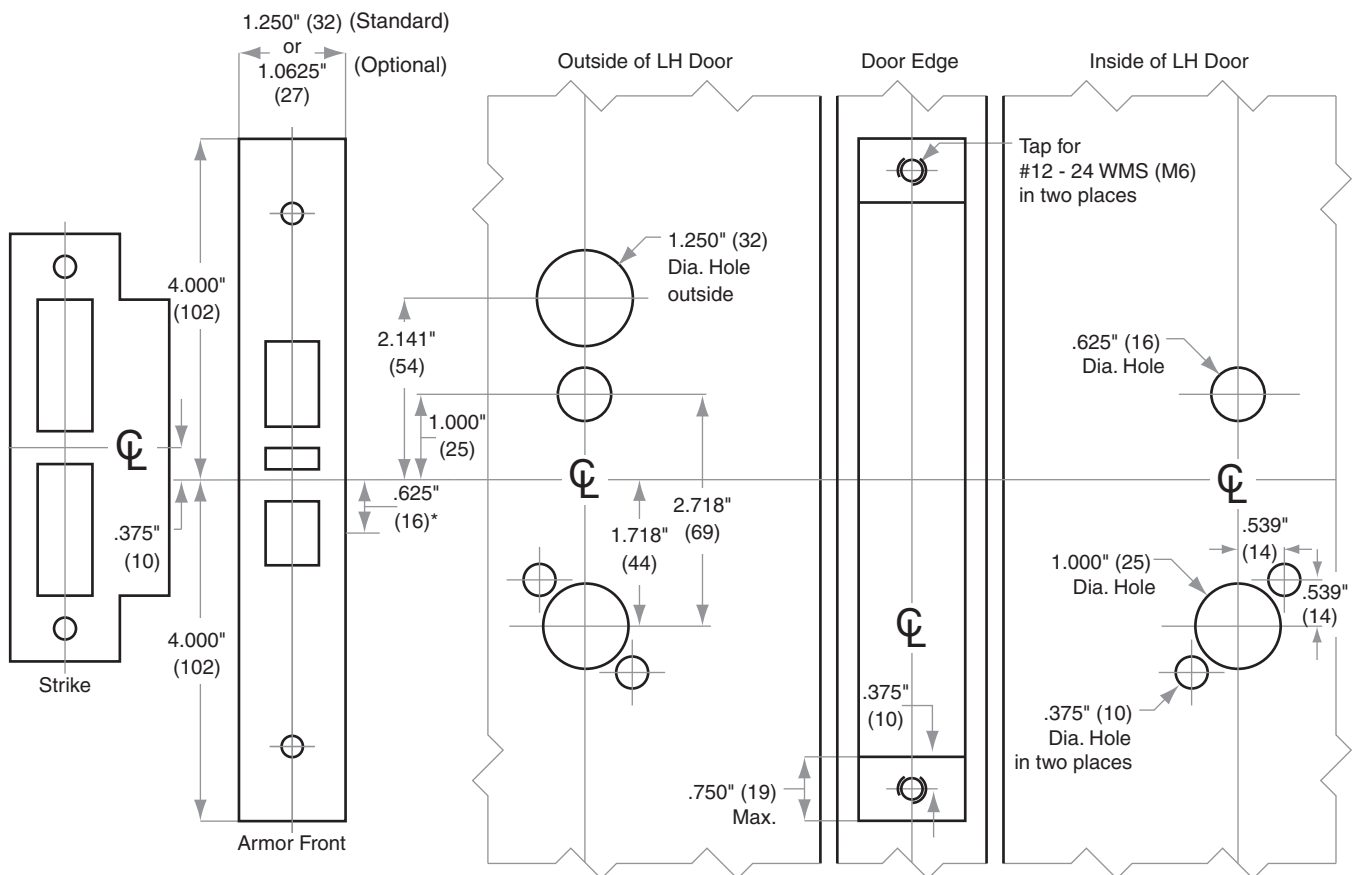 1.250" (32) (Standard)
or
1.0625" (Optional)
(27)
Outside of LH Door
Door Edge
Inside of LH Door
Tap for
#12 - 24 WMS (M6)
in two places
1.250" (32)
Dia. Hole
outside
4.000"
(102)
2.141"
(54)
.625" (16)
Dia. Hole
1.000"
(25)
℄
℄
℄
.625"
(16)*
2.718"
(69)
.375"
(10)
1.718"
(44)
.539"
(14)
1.000" (25)
Dia. Hole
.539"
(14)
℄
4.000"
(102)
Strike
.375"
(10)
.375" (10)
Dia. Hole
in two places
.750" (19)
Max.
Armor Front